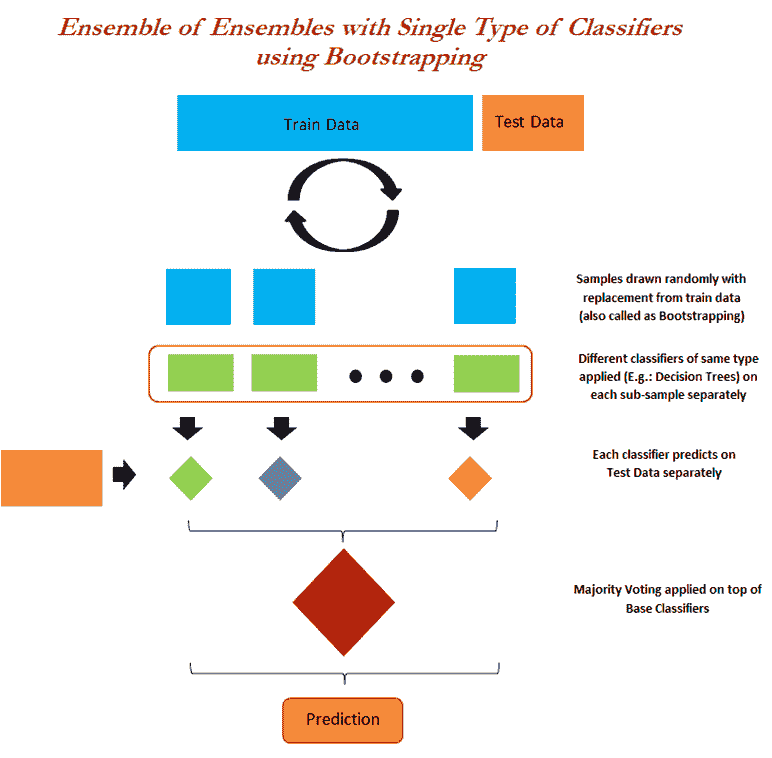 Ensemble of Ensembles with Single Type of Classifiers
using Bootstrapping
Train Data
Test Data
Samples drawn randomly with
replacement from train data
(also called as Bootstrapping)
Different classifiers of same type
applied (E.g.: Decision Trees) on
each sub-sample separately
Each classifier predicts on
Test Data separately
Majority Voting applied on top of
Base Classifiers
Prediction